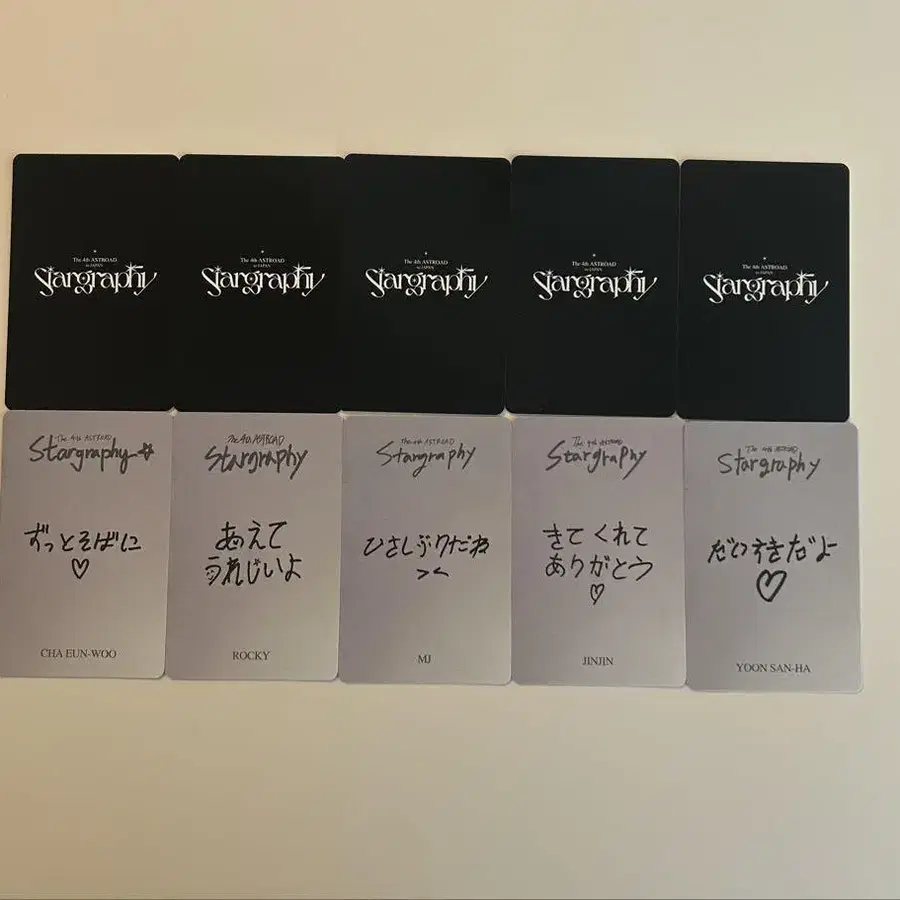 The 4th ASTROAD
to JAPAN
Stargraphy
The 4th ASTROAD
to JAPAN
Stargraphy
The 4th ASTROAD
to JAPAN
Stargraphy
The 4th ASTROAD
to JAPAN
Stargraphy
The 4th ASTROAD
to JAPAN
Stargraphy
The 4th ASTROAD
Stargraphy
ずっとそばに
♡
CHA EUN-WOO
The 4th ASTROAD
Stargraphy
あえて
うれしいよ
ROCKY
The 4th ASTROAD
Stargraphy
ひさしぶりだね
><
MJ
The 4th ASTROAD
Stargraphy
きてくれて
ありがとう
♡
JINJIN
The 4th ASTROAD
Stargraphy
だいすきだよ
♡
YOON SAN-HA